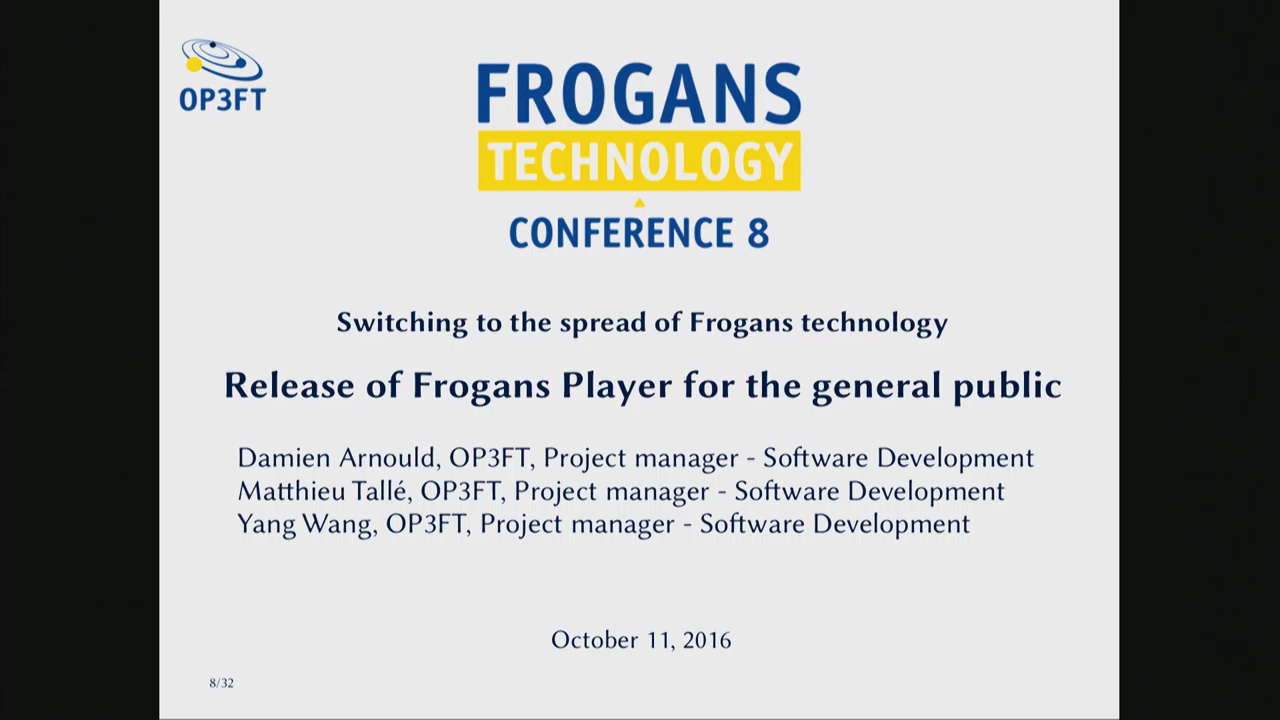 OP3FT
FROGANS
TECHNOLOGY
CONFERENCE 8
Switching to the spread of Frogans technology
Release of Frogans Player for the general public
Damien Arnould, OP3FT, Project manager - Software Development
Matthieu Tallé, OP3FT, Project manager - Software Development
Yang Wang, OP3FT, Project manager - Software Development
October 11, 2016
8/32